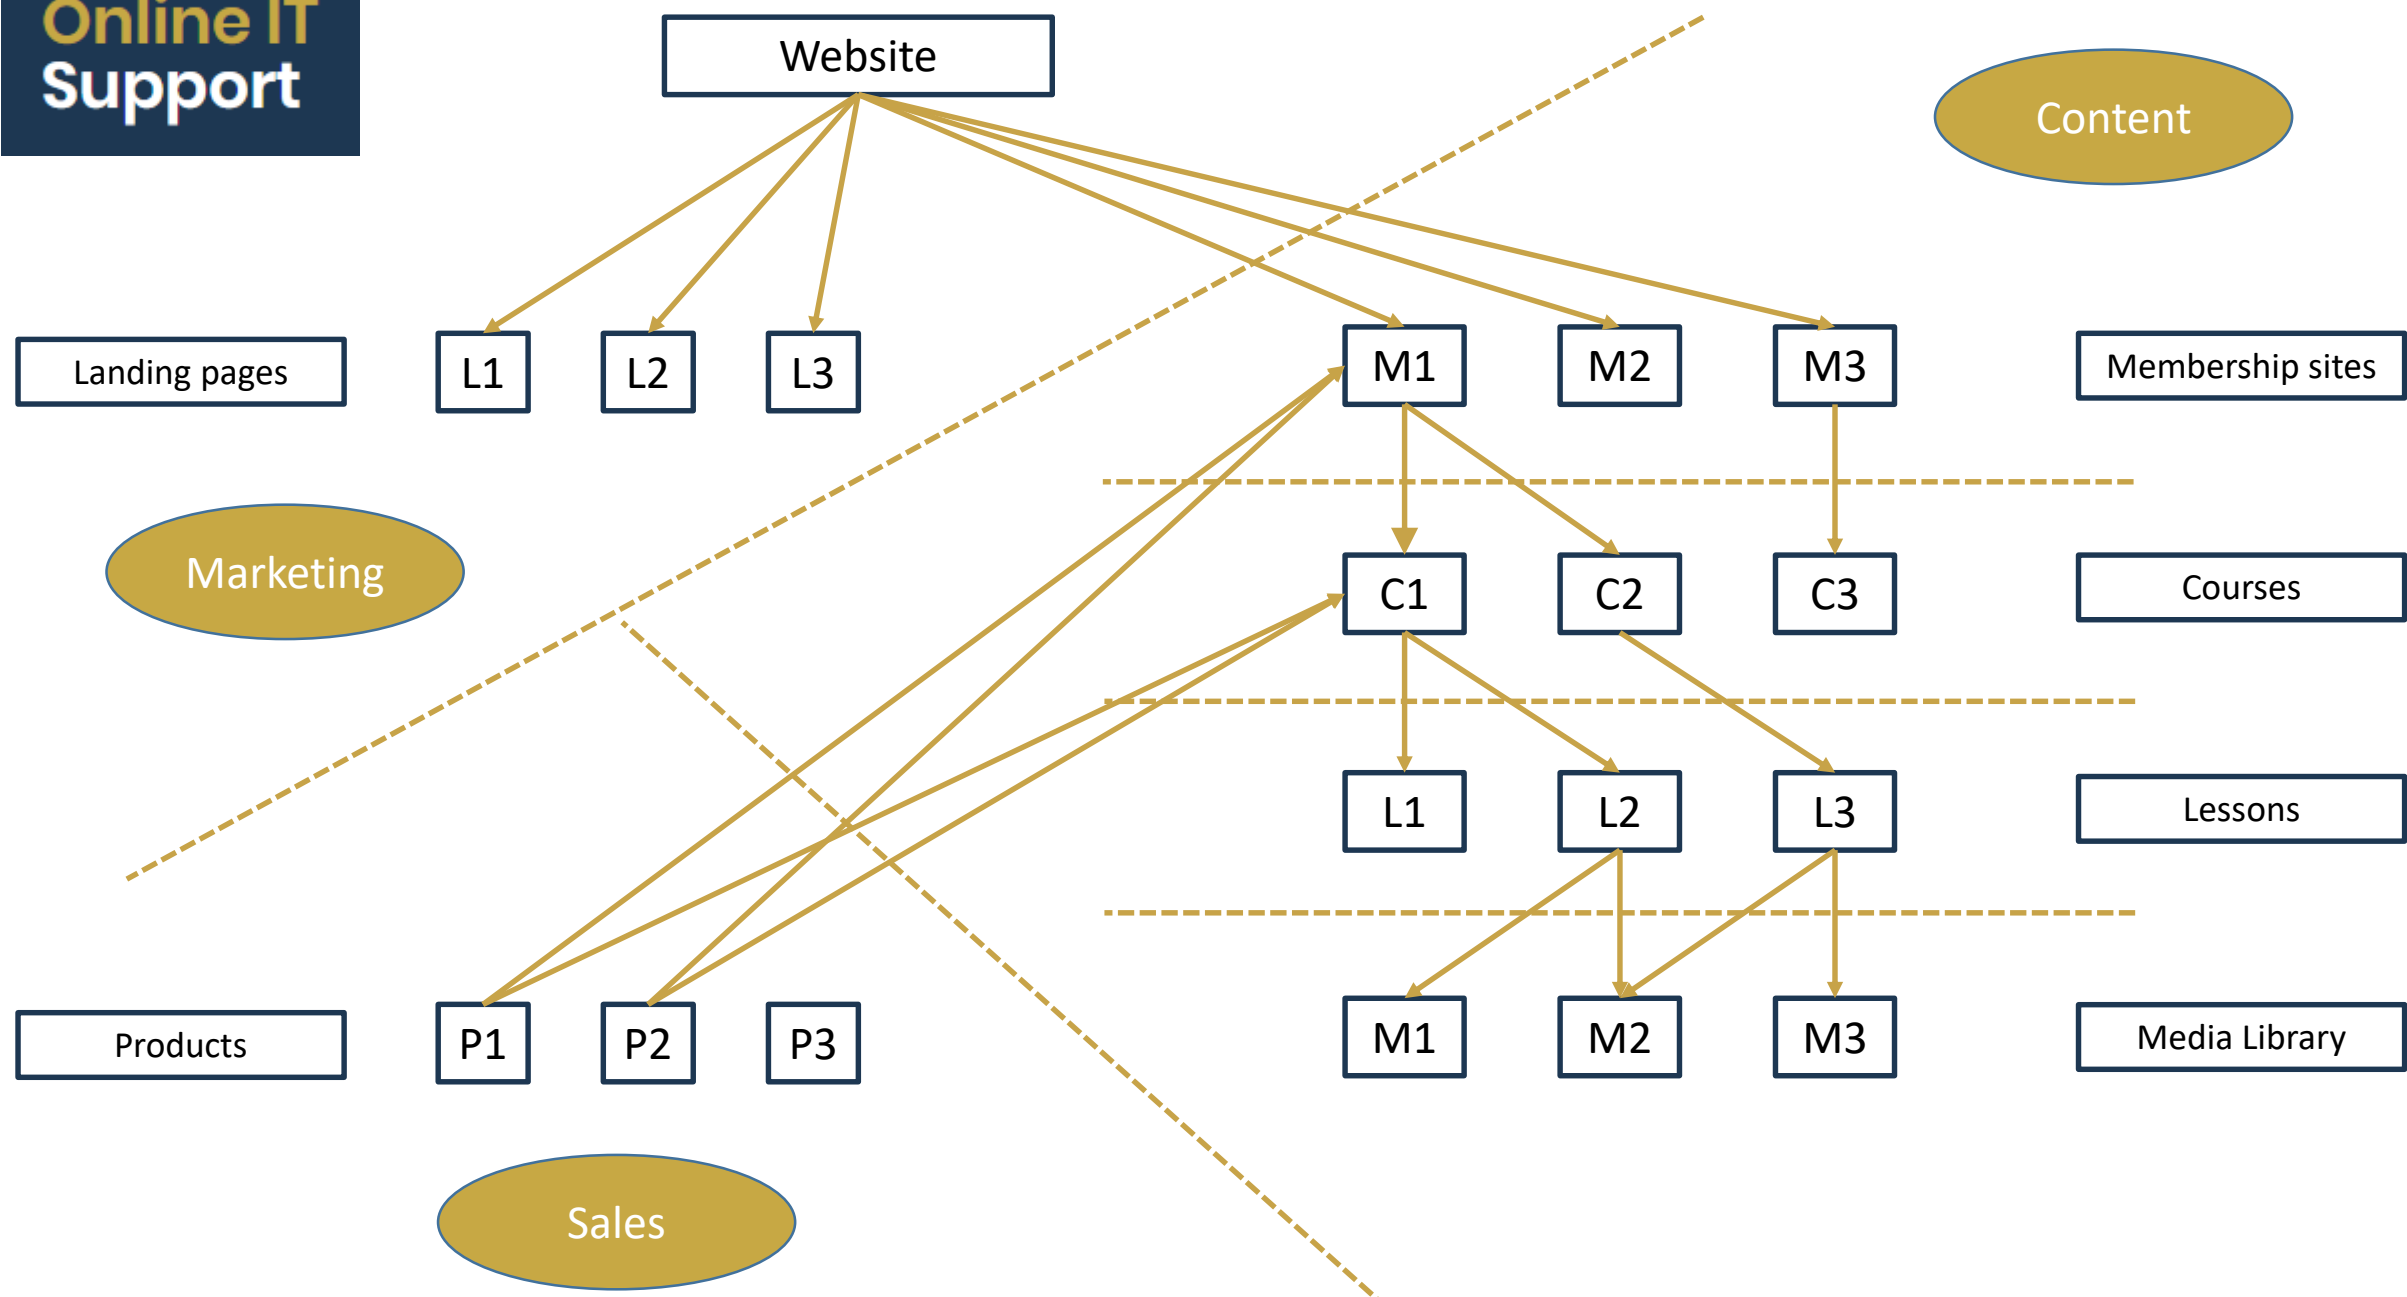 Online IT
Support
Website
Content
Landing pages
L1
L2
L3
M1
M2
M3
Membership sites
Marketing
C1
C2
C3
Courses
L1
L2
L3
Lessons
Products
P1
P2
P3
M1
M2
M3
Media Library
Sales